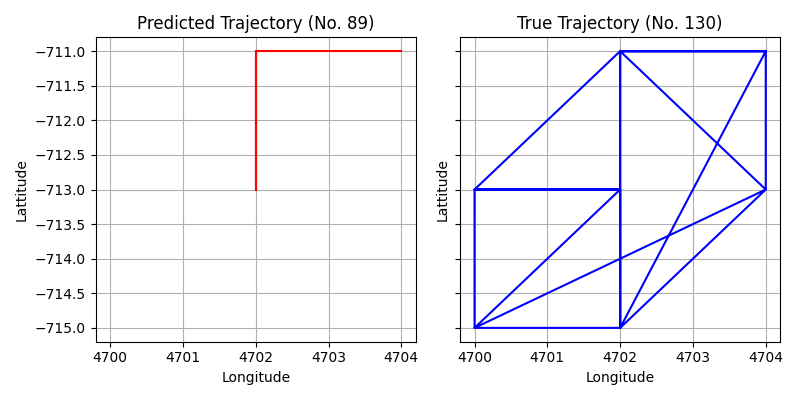 Predicted Trajectory (No. 89)
−711.0
−711.5
−712.0
−712.5
−713.0
−713.5
−714.0
−714.5
−715.0
Lattitude
4700 4701 4702 4703 4704
Longitude
True Trajectory (No. 130)
Lattitude
4700 4701 4702 4703 4704
Longitude